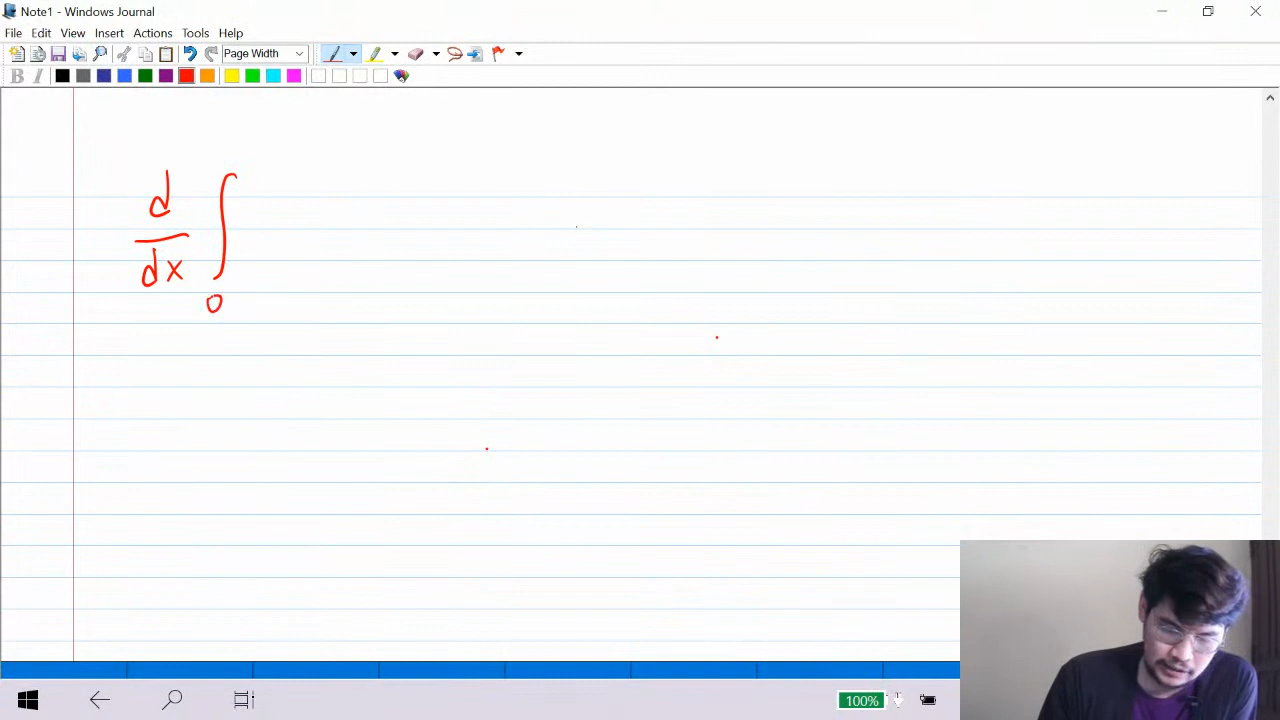 Note1 - Windows Journal
File Edit View Insert Actions Tools Help
Page Width
B I
d
dx
∫
0
100%